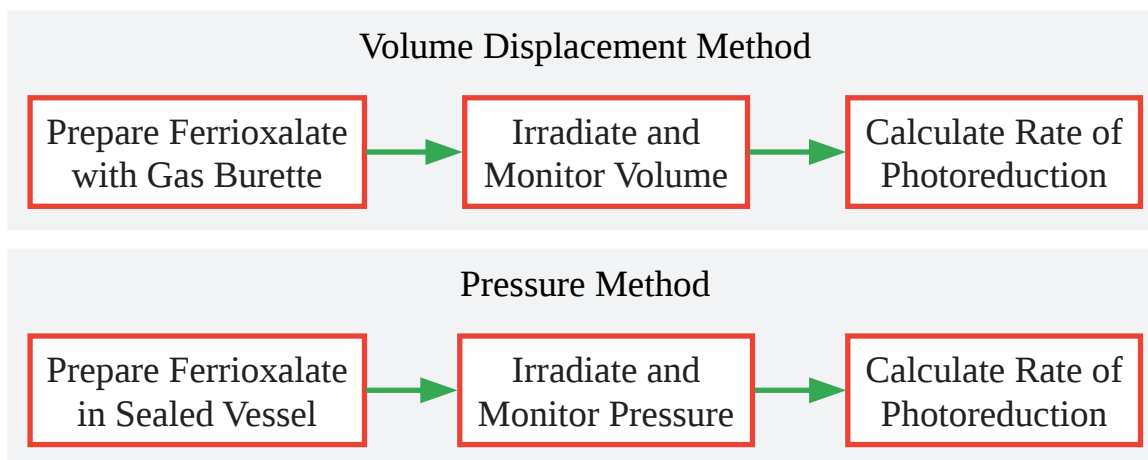 Volume Displacement Method
Prepare Ferrioxalate
with Gas Burette
Irradiate and
Monitor Volume
Calculate Rate of
Photoreduction
Pressure Method
Prepare Ferrioxalate
in Sealed Vessel
Irradiate and
Monitor Pressure
Calculate Rate of
Photoreduction